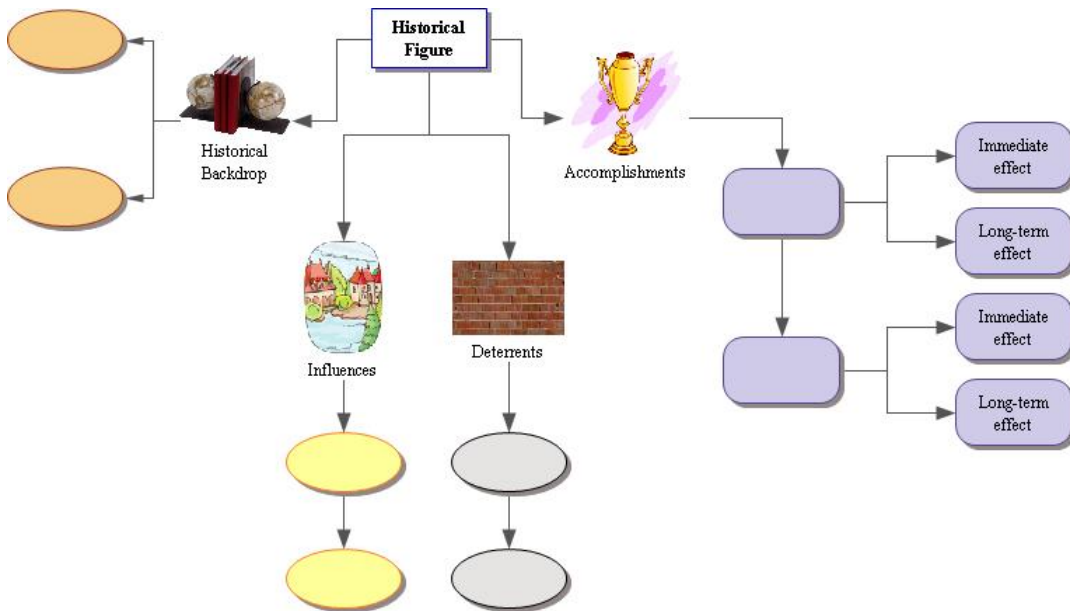 Historical
Figure
Historical
Backdrop
Accomplishments
Immediate
effect
Long-term
effect
Influences
Deterrents
Immediate
effect
Long-term
effect